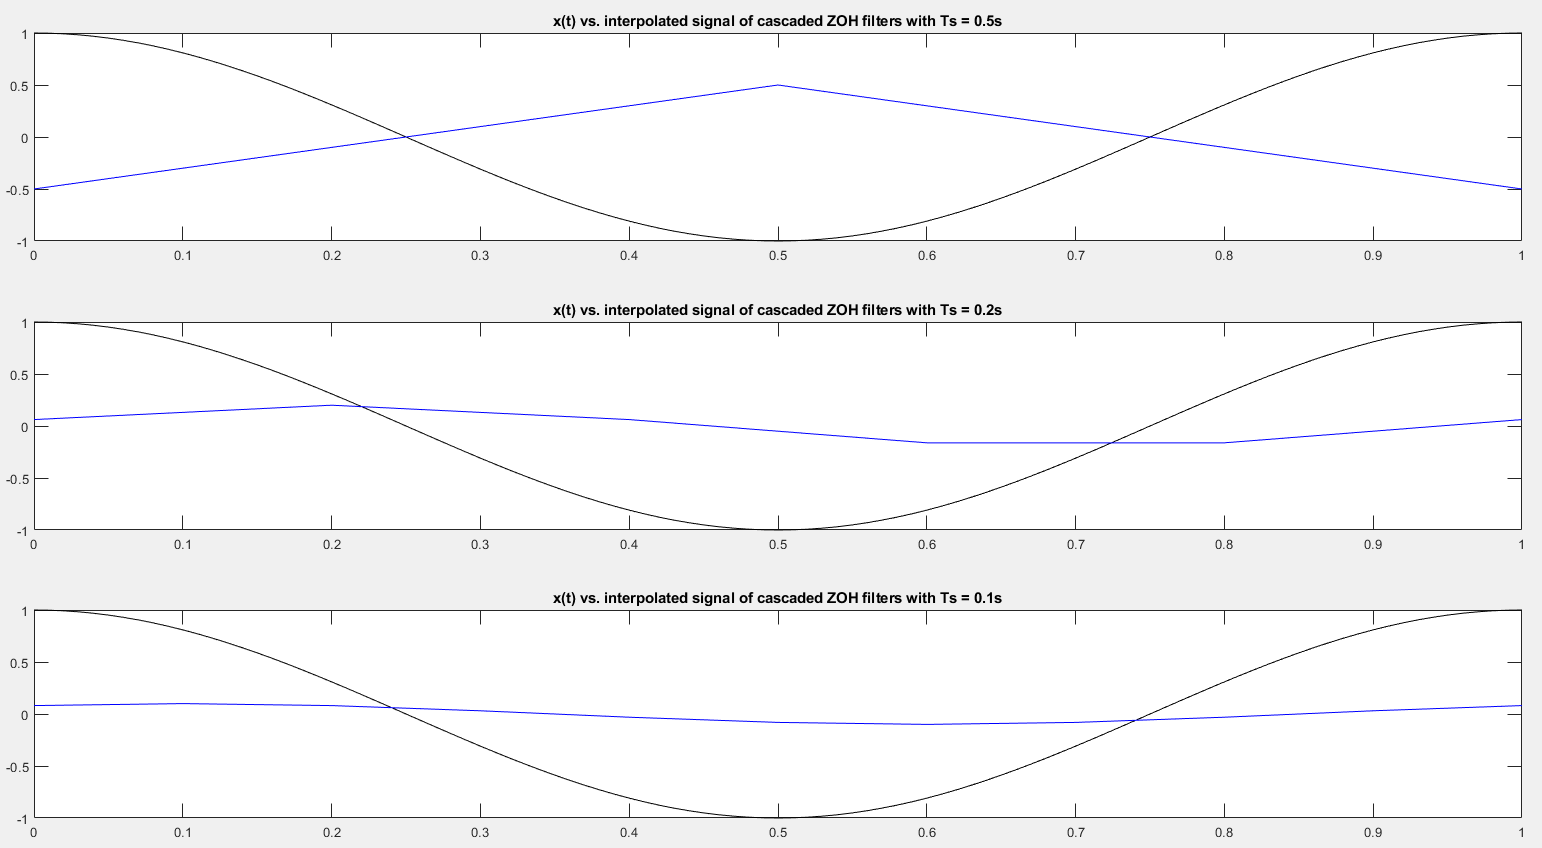 x(t) vs. interpolated signal of cascaded ZOH filters with Ts = 0.5s
1
0.5
0
-0.5
-1
0 0.1 0.2 0.3 0.4 0.5 0.6 0.7 0.8 0.9 1
x(t) vs. interpolated signal of cascaded ZOH filters with Ts = 0.2s
1
0.5
0
-0.5
-1
0 0.1 0.2 0.3 0.4 0.5 0.6 0.7 0.8 0.9 1
x(t) vs. interpolated signal of cascaded ZOH filters with Ts = 0.1s
1
0.5
0
-0.5
-1
0 0.1 0.2 0.3 0.4 0.5 0.6 0.7 0.8 0.9 1